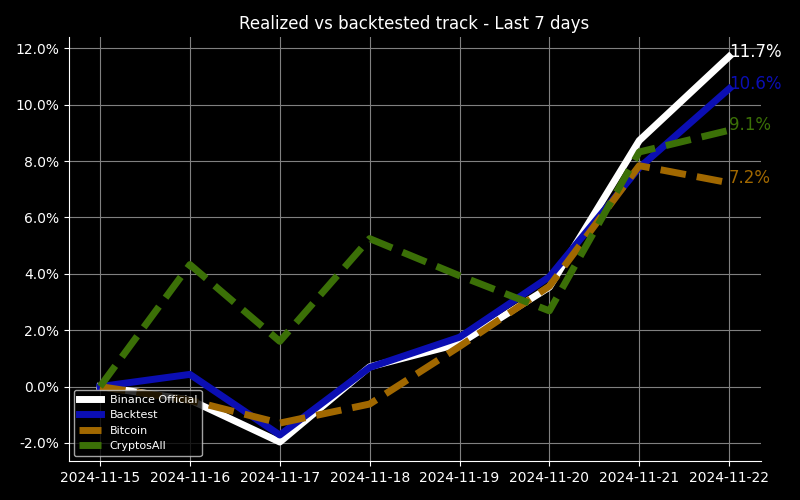 Realized vs backtested track - Last 7 days
12.0%
10.0%
8.0%
6.0%
4.0%
2.0%
0.0%
-2.0%
11.7%
10.6%
9.1%
7.2%
Binance Official
Backtest
Bitcoin
CryptosAll
2024-11-15 2024-11-16 2024-11-17 2024-11-18 2024-11-19 2024-11-20 2024-11-21 2024-11-22